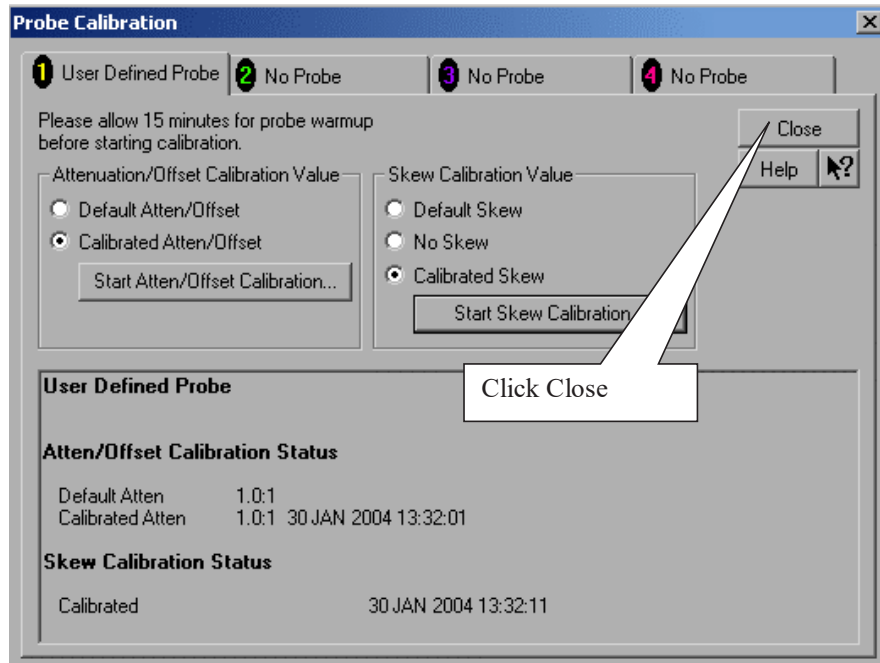 Probe Calibration
1 User Defined Probe
2 No Probe
3 No Probe
4 No Probe
Please allow 15 minutes for probe warmup
before starting calibration.
Close
Help
?
Attenuation/Offset Calibration Value
Default Atten/Offset
Calibrated Atten/Offset
Start Atten/Offset Calibration...
Skew Calibration Value
Default Skew
No Skew
Calibrated Skew
Start Skew Calibration
Click Close
User Defined Probe
Atten/Offset Calibration Status
Default Atten 1.0:1
Calibrated Atten 1.0:1 30 JAN 2004 13:32:01
Skew Calibration Status
Calibrated 30 JAN 2004 13:32:11